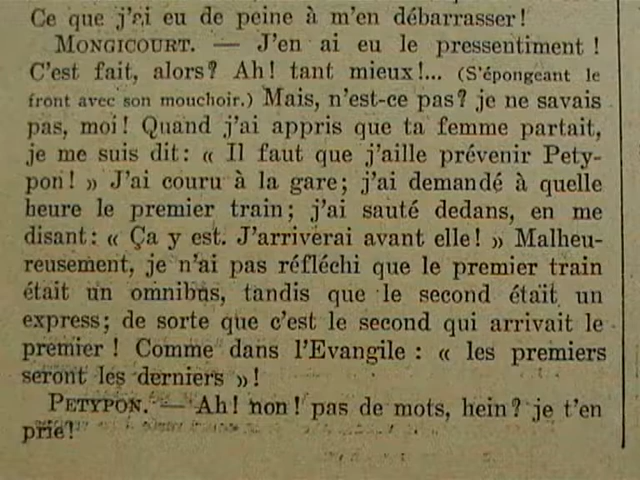 Ce que j'ai eu de peine à m'en débarrasser!
MONGICOURT. — J'en ai eu le pressentiment !
C'est fait, alors? Ah! tant mieux!... (S'épongeant le
front avec son mouchoir.) Mais, n'est-ce pas? je ne savais
pas, moi! Quand j'ai appris que ta femme partait,
je me suis dit: « Il faut que j'aille prévenir Pety-
pon! » J'ai couru à la gare; j'ai demandé à quelle
heure le premier train; j'ai sauté dedans, en me
disant: « Ça y est. J'arriverai avant elle! » Malheu-
reusement, je n'ai pas réfléchi que le premier train
était un omnibus, tandis que le second était un
express; de sorte que c'est le second qui arrivait le
premier ! Comme dans l'Evangile : « les premiers
seront les derniers »!
PETYPON. — Ah! non! pas de mots, hein? je t'en
prie!